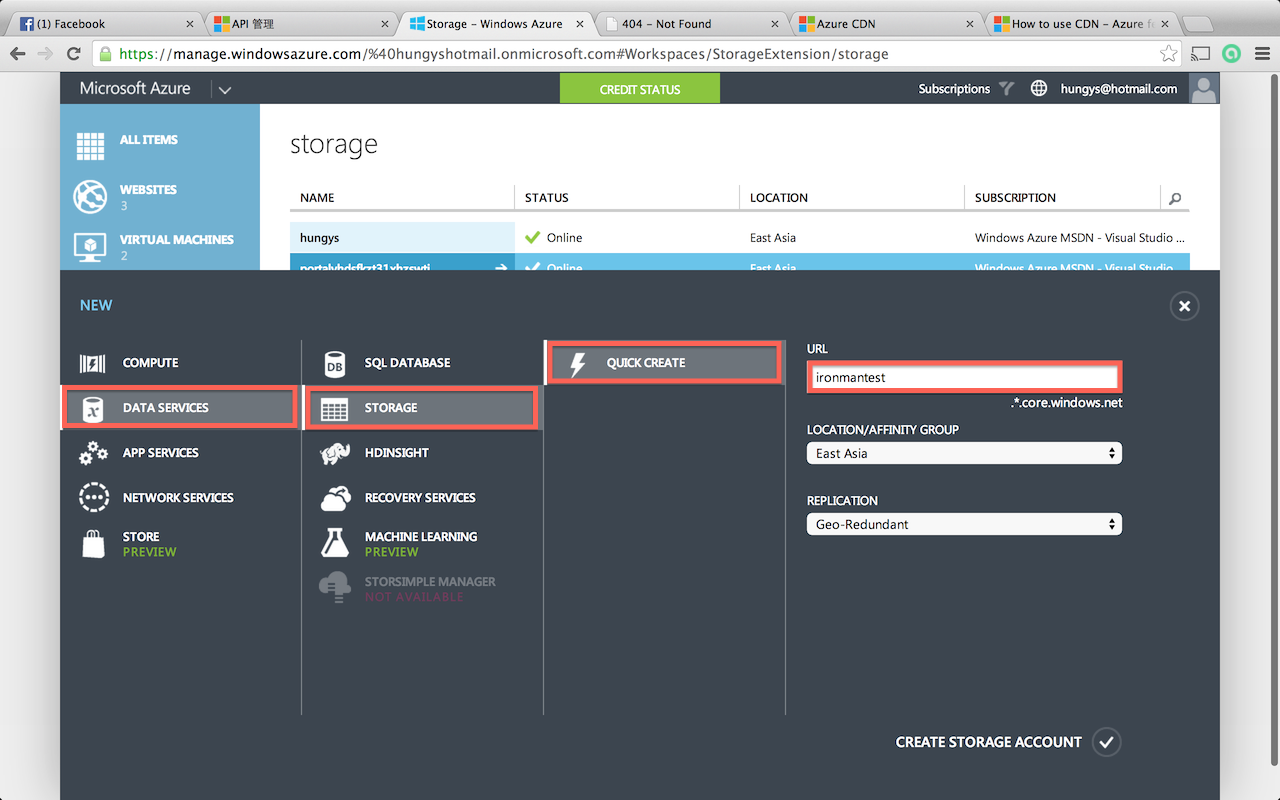 (1) Facebook
API 管理
Storage – Windows Azure
404 – Not Found
Azure CDN
How to use CDN – Azure fe
https://manage.windowsazure.com/%40hungyshotmail.onmicrosoft.com#Workspaces/StorageExtension/storage
Microsoft Azure
CREDIT STATUS
Subscriptions
hungys@hotmail.com
ALL ITEMS
WEBSITES
3
VIRTUAL MACHINES
2
storage
NAME STATUS LOCATION SUBSCRIPTION
hungys Online East Asia Windows Azure MSDN - Visual Studio ...
Online East Asia Windows Azure MSDN - Visual Studio
NEW
COMPUTE
DATA SERVICES
APP SERVICES
NETWORK SERVICES
STORE
PREVIEW
DB
SQL DATABASE
STORAGE
HDINSIGHT
RECOVERY SERVICES
MACHINE LEARNING
PREVIEW
STORSIMPLE MANAGER
NOT AVAILABLE
QUICK CREATE
URL
ironmantest
.*.core.windows.net
LOCATION/AFFINITY GROUP
East Asia
REPLICATION
Geo-Redundant
CREATE STORAGE ACCOUNT